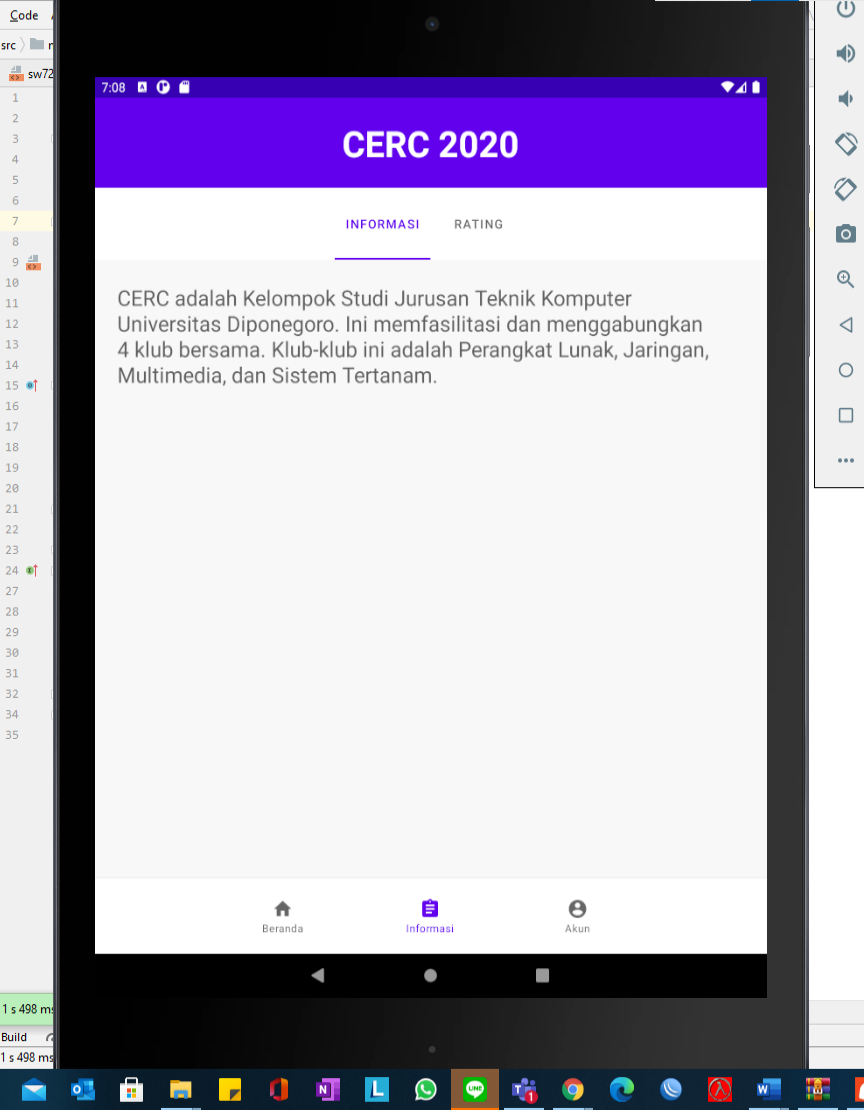 Code
src
sw72
1
2
3
4
5
6
7
8
9
10
11
12
13
14
15
16
17
18
19
20
21
22
23
24
27
28
29
30
31
32
34
35
7:08
CERC 2020
INFORMASI RATING
CERC adalah Kelompok Studi Jurusan Teknik Komputer
Universitas Diponegoro. Ini memfasilitasi dan menggabungkan
4 klub bersama. Klub-klub ini adalah Perangkat Lunak, Jaringan,
Multimedia, dan Sistem Tertanam.
Beranda Informasi Akun
1 s 498 ms
Build
1 s 498 ms
LINE
1